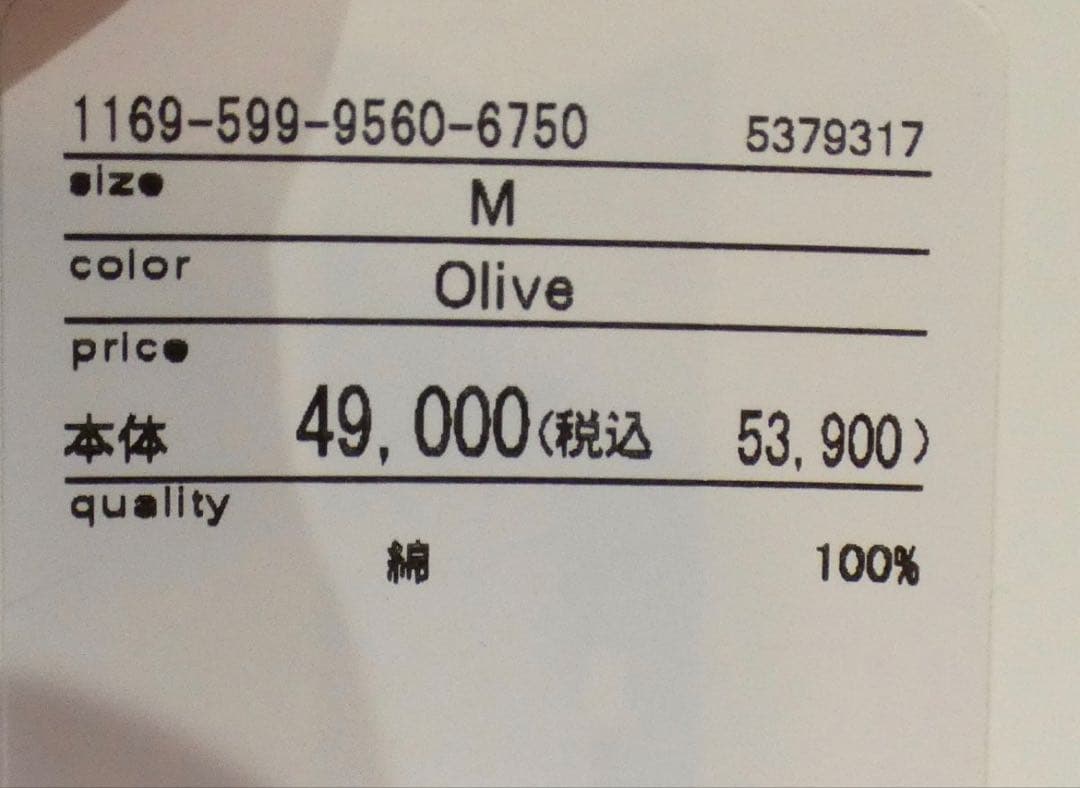 1169-599-9560-6750 5379317
size M
color Olive
price
本体 49,000(税込 53,900)
quality
綿 100%